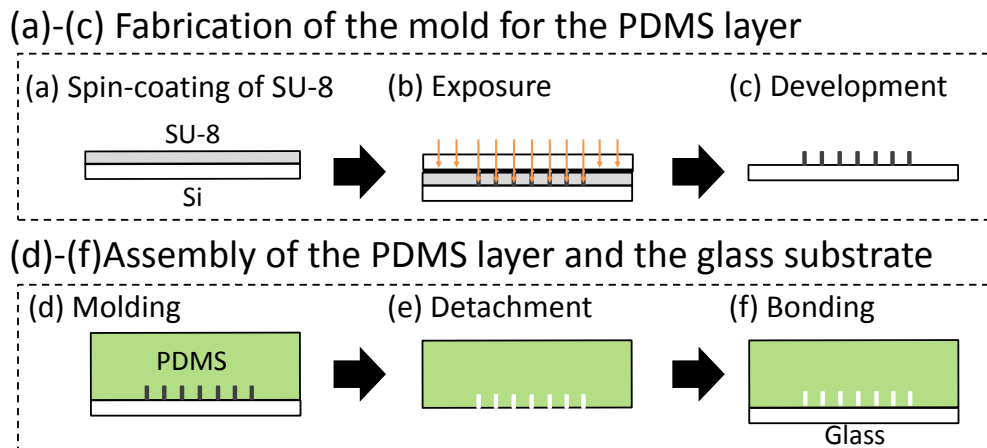 (a)-(c) Fabrication of the mold for the PDMS layer
(a) Spin-coating of SU-8
(b) Exposure
(c) Development
SU-8
Si
(d)-(f)Assembly of the PDMS layer and the glass substrate
(d) Molding
(e) Detachment
(f) Bonding
PDMS
Glass